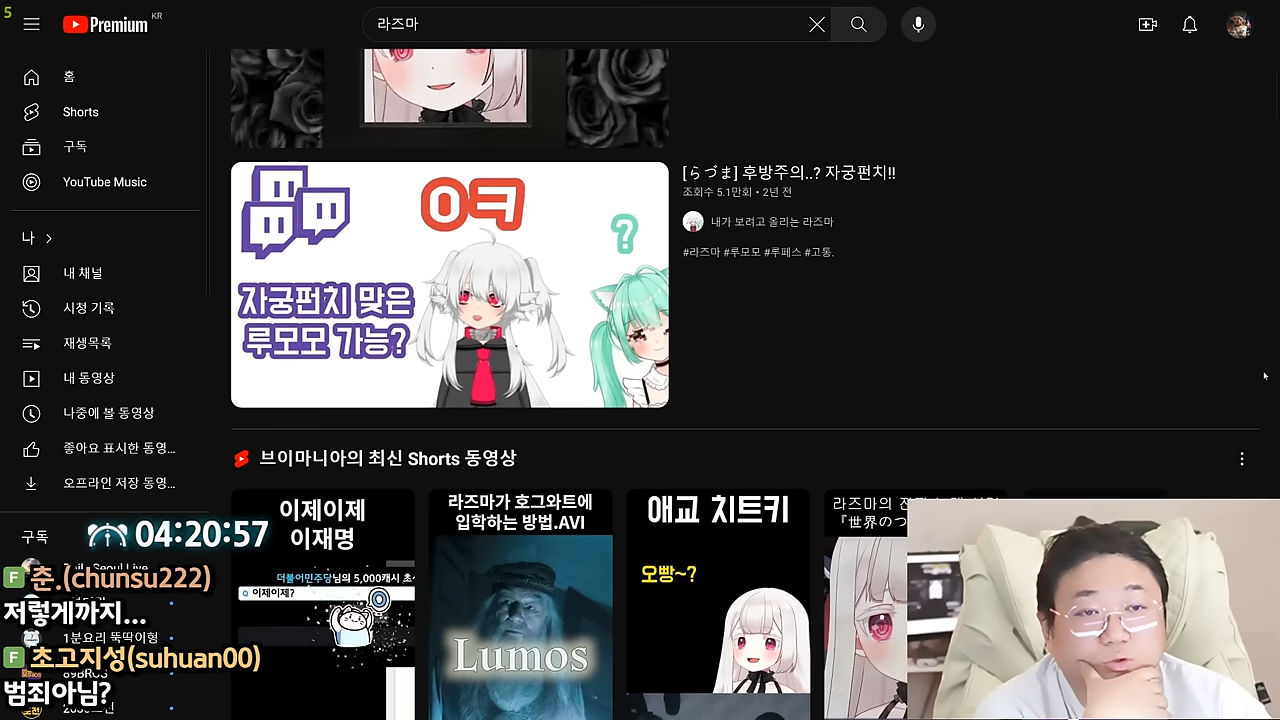 5
Premium KR
라즈마
홈
Shorts
구독
YouTube Music
나
내 채널
시청 기록
재생목록
내 동영상
나중에 볼 동영상
좋아요 표시한 동영...
오프라인 저장 동영...
구독
04:20:57
F 춘.(chunsu222)
저렇게까지...
1분요리 뚝딱이형
F 초고지성(suhuan00)
범죄아님?
O크
?
자궁펀치 맞은
루모모 가능?
[らづま] 후방주의..? 자궁펀치!!
조회수 5.1만회 • 2년 전
내가 보려고 올리는 라즈마
#라즈마 #루모모 #루페스 #고통.
브이마니아의 최신 Shorts 동영상
이제이제
이재명
더불어민주당님의 5,000캐시 초
이제이제?
라즈마가 호그와트에
입학하는 방법.AVI
Lumos
애교 치트키
오빵~?
라즈마의
『世界のつ